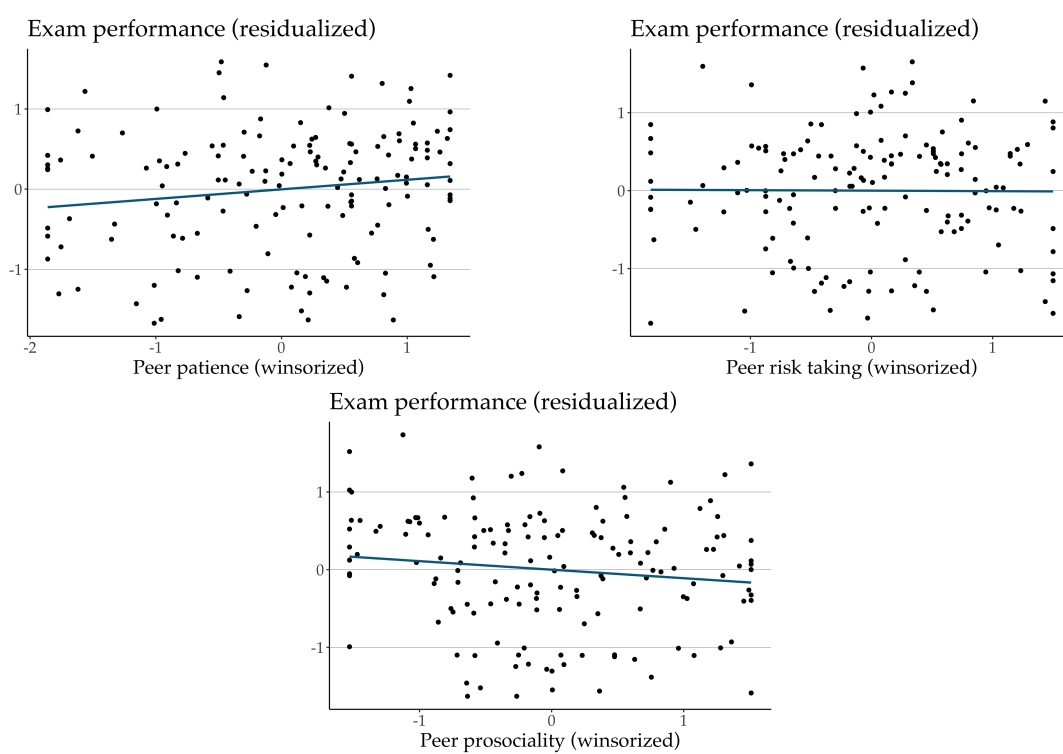 Exam performance (residualized)
1
0
-1
-2 -1 0 1
Peer patience (winsorized)
Exam performance (residualized)
1
0
-1
-1 0 1
Peer risk taking (winsorized)
Exam performance (residualized)
1
0
-1
-1 0 1
Peer prosociality (winsorized)